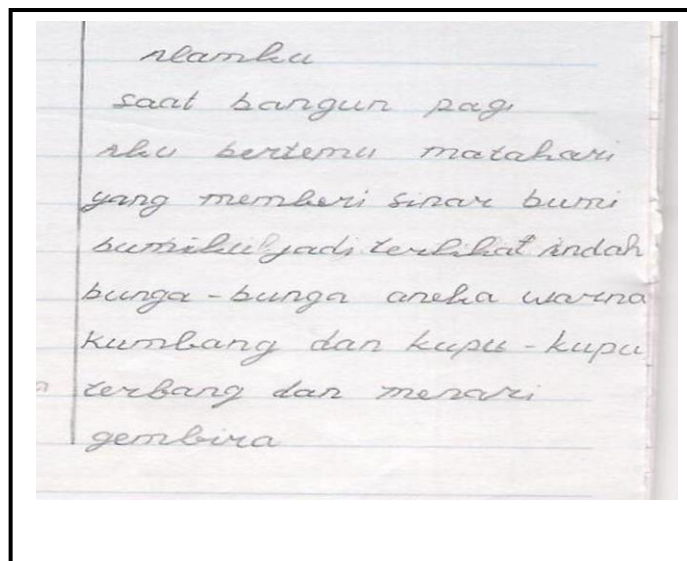 Alamku
saat bangun pagi
Aku bertemu matahari
yang memberi sinar bumi
bumiku jadi terlihat indah
bunga-bunga aneka warna
Kumbang dan kupu-kupu
terbang dan menari
gembira